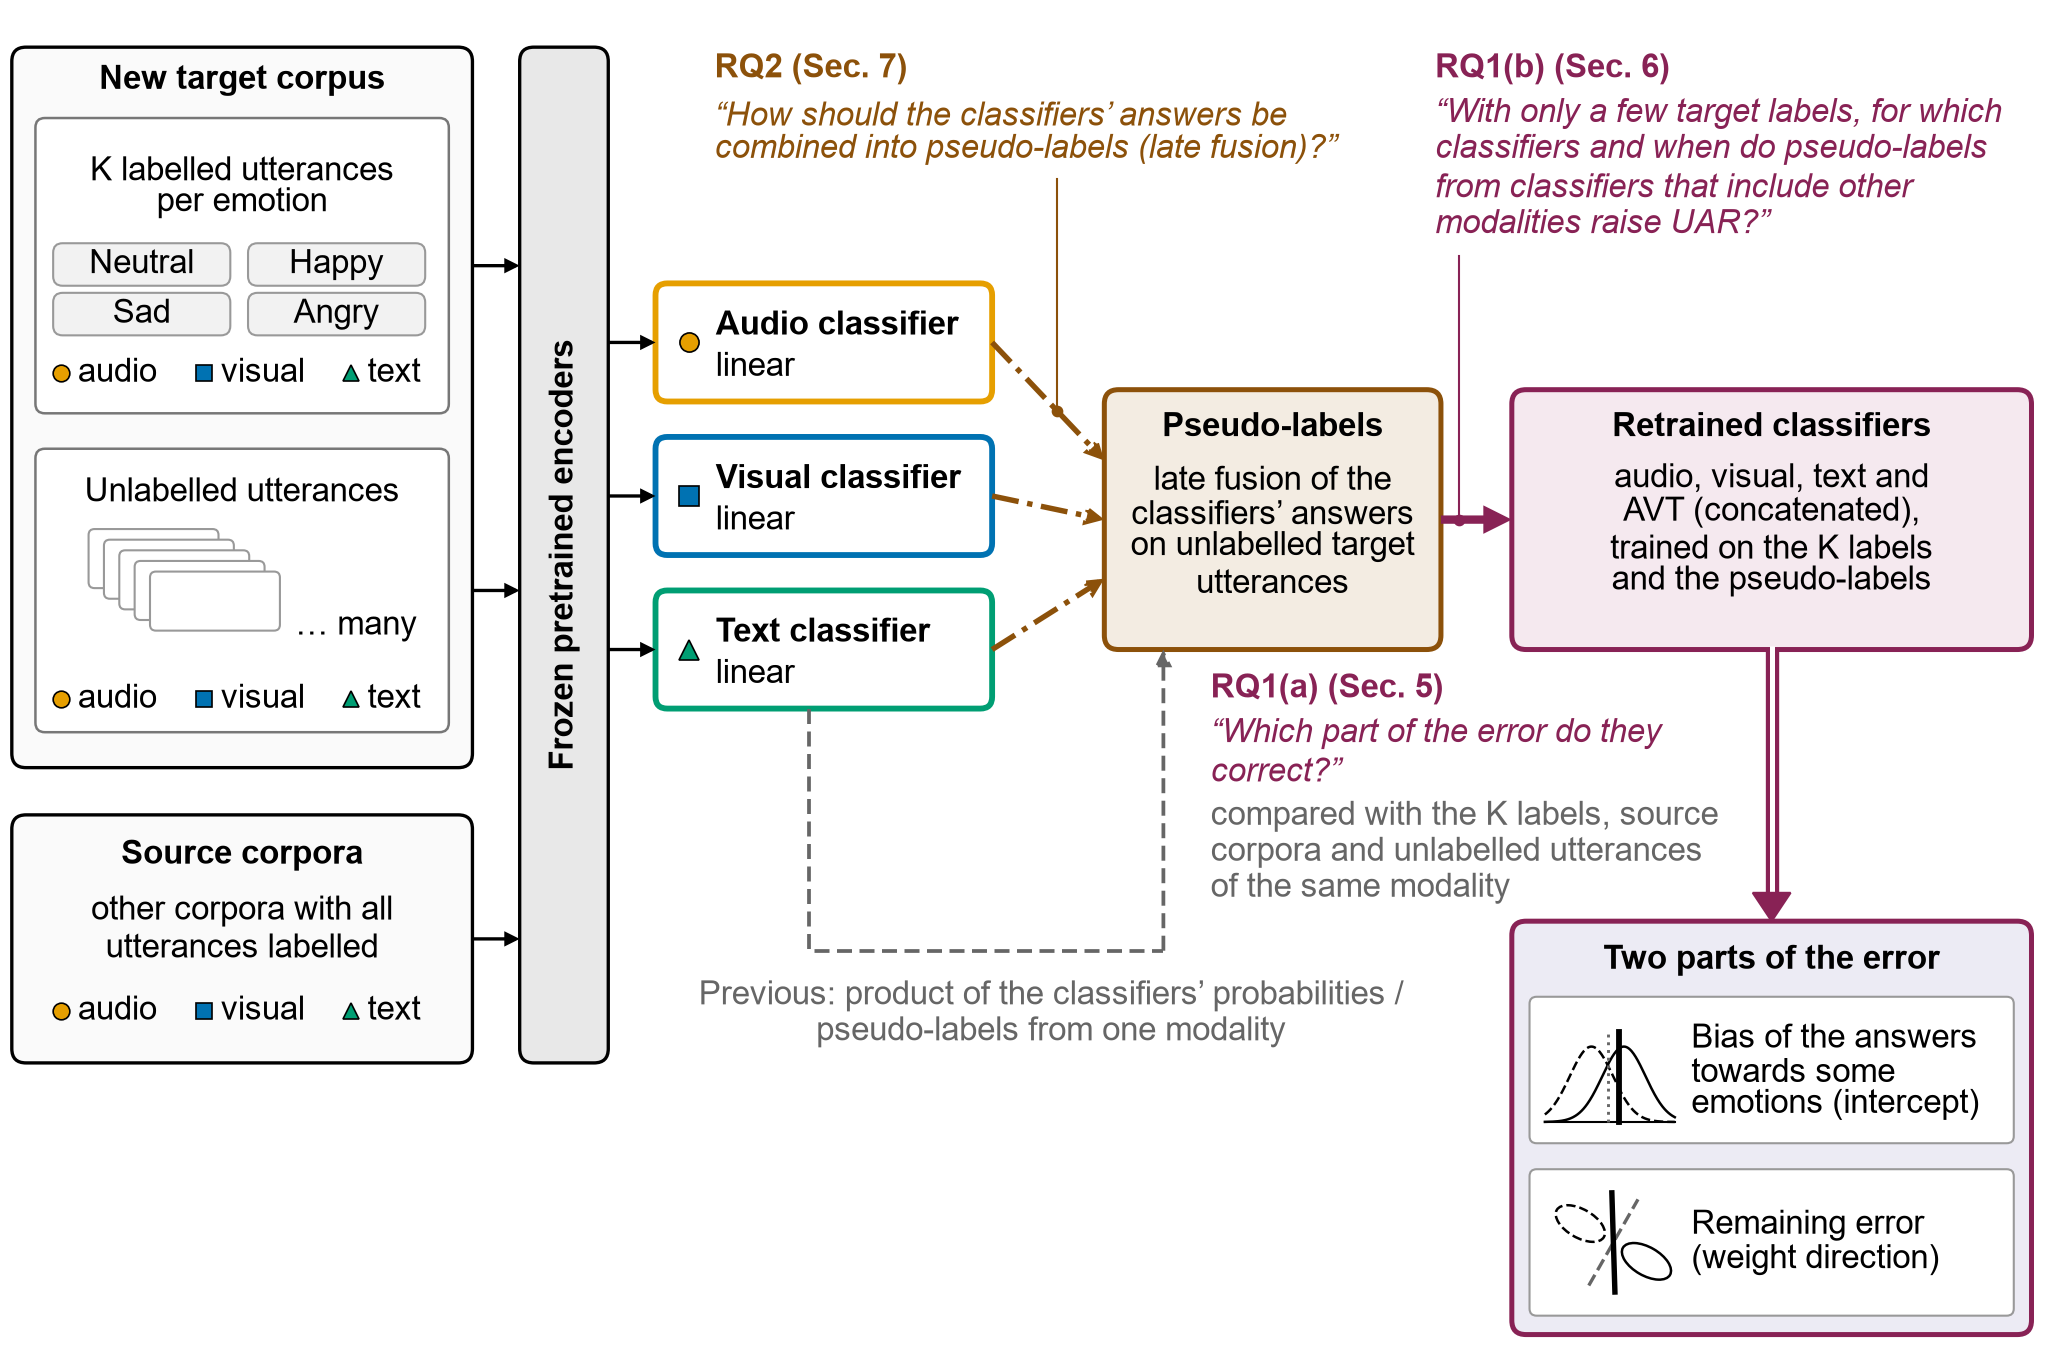 New target corpus
K labelled utterances
per emotion
Neutral
Happy
Sad
Angry
audio
visual
text
Unlabelled utterances
… many
audio
visual
text
Source corpora
other corpora with all
utterances labelled
audio
visual
text
Frozen pretrained encoders
RQ2 (Sec. 7)
“How should the classifiers’ answers be
combined into pseudo-labels (late fusion)?”
Audio classifier
linear
Visual classifier
linear
Text classifier
linear
Previous: product of the classifiers’ probabilities /
pseudo-labels from one modality
Pseudo-labels
late fusion of the
classifiers’ answers
on unlabelled target
utterances
RQ1(b) (Sec. 6)
“With only a few target labels, for which
classifiers and when do pseudo-labels
from classifiers that include other
modalities raise UAR?”
Retrained classifiers
audio, visual, text and
AVT (concatenated),
trained on the K labels
and the pseudo-labels
RQ1(a) (Sec. 5)
“Which part of the error do they
correct?”
compared with the K labels, source
corpora and unlabelled utterances
of the same modality
Two parts of the error
Bias of the answers
towards some
emotions (intercept)
Remaining error
(weight direction)